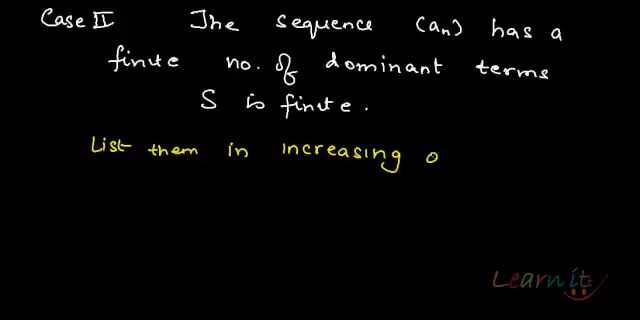 Case II The sequence (an) has a
finite no. of dominant terms
S is finite.
List them in increasing o
Learnit